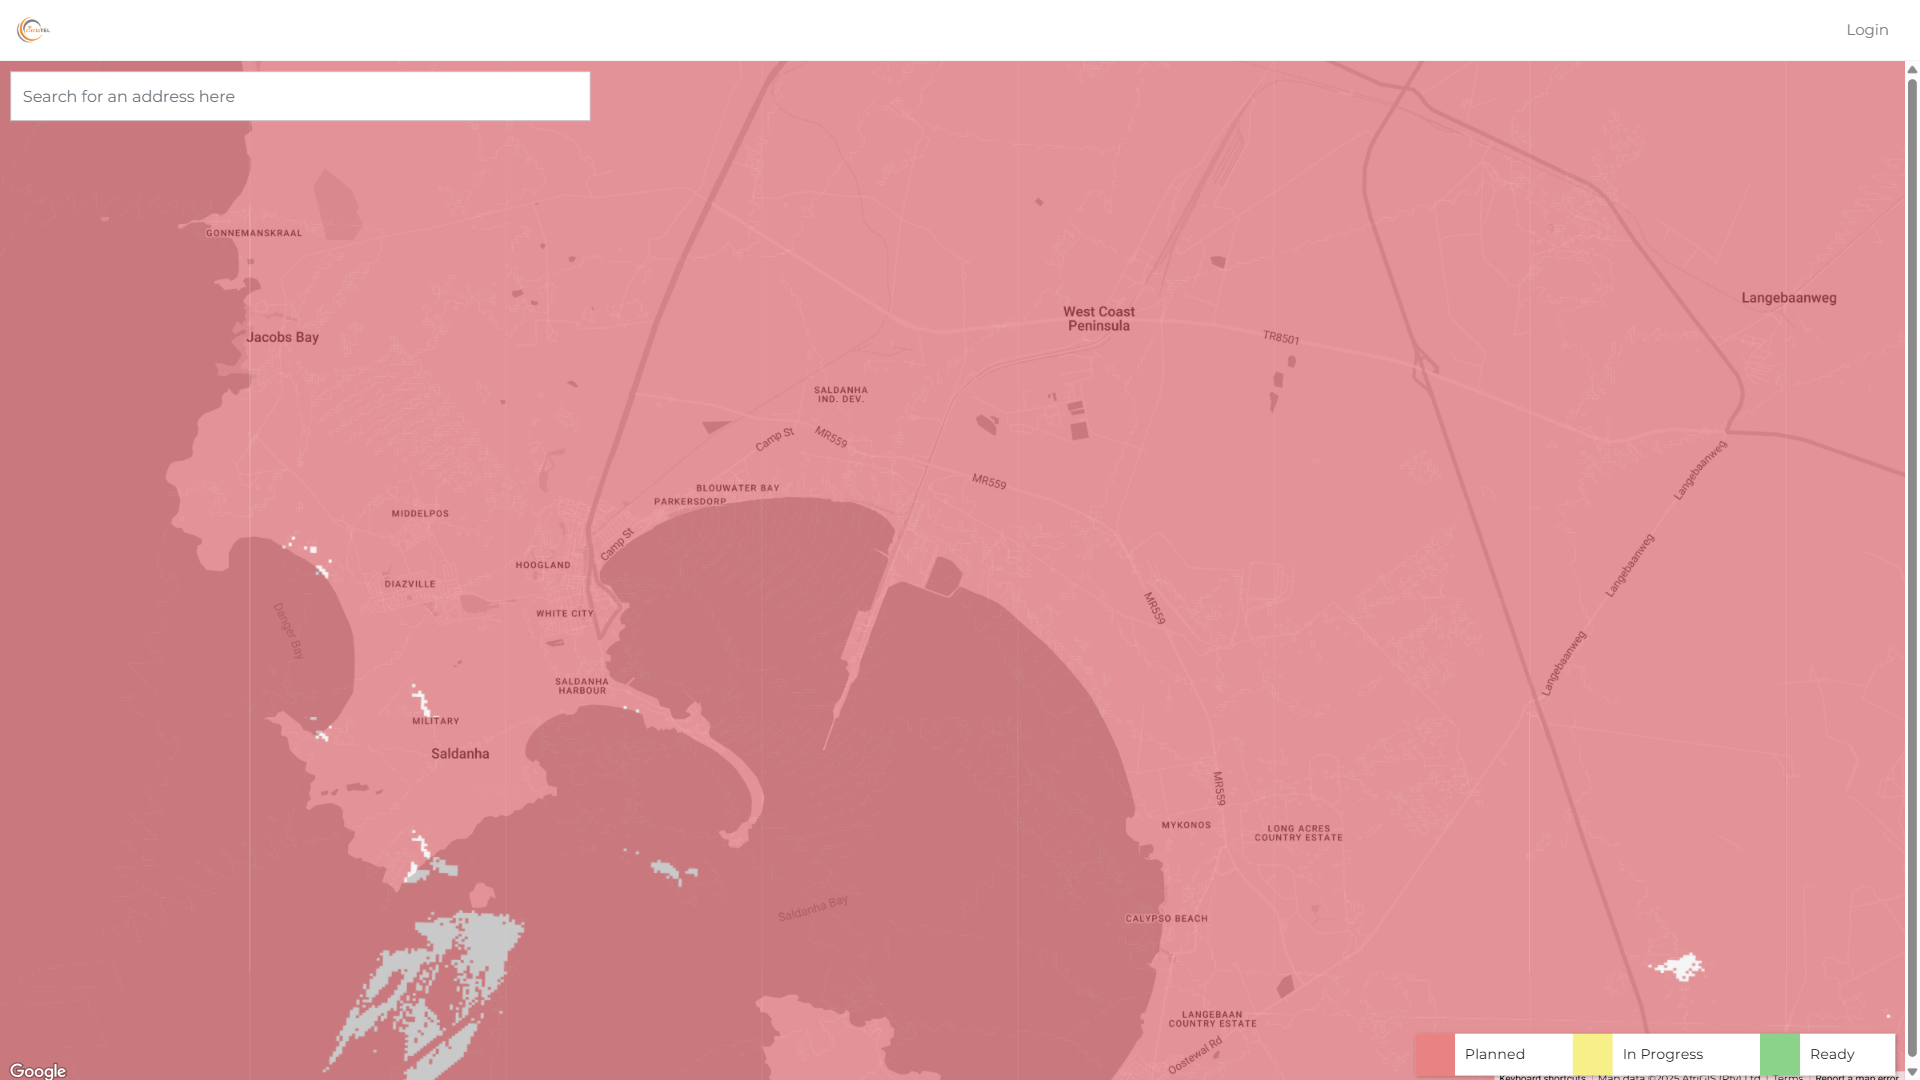 Login
Search for an address here
GONNEMANSKRAAL
Langebaanweg
West Coast
Peninsula
Jacobs Bay
TR8501
SALDANHA
IND. DEV.
Camp St
MR559
Langebaanweg
MR559
BLOUWATER BAY
PARKERSDORP
MIDDELPOS
Camp St
HOOGLAND
Langebaanweg
DIAZVILLE
MR559
WHITE CITY
Danger Bay
Langebaanweg
SALDANHA
HARBOUR
MILITARY
Saldanha
MR559
MYKONOS
LONG ACRES
COUNTRY ESTATE
Saldanha Bay
CALYPSO BEACH
LANGEBAAN
COUNTRY ESTATE
Oostewal Rd
Planned
In Progress
Ready
Google
Keyboard shortcuts
Map data ©2025 AfriGIS (Pty) Ltd
Terms
Report a map error